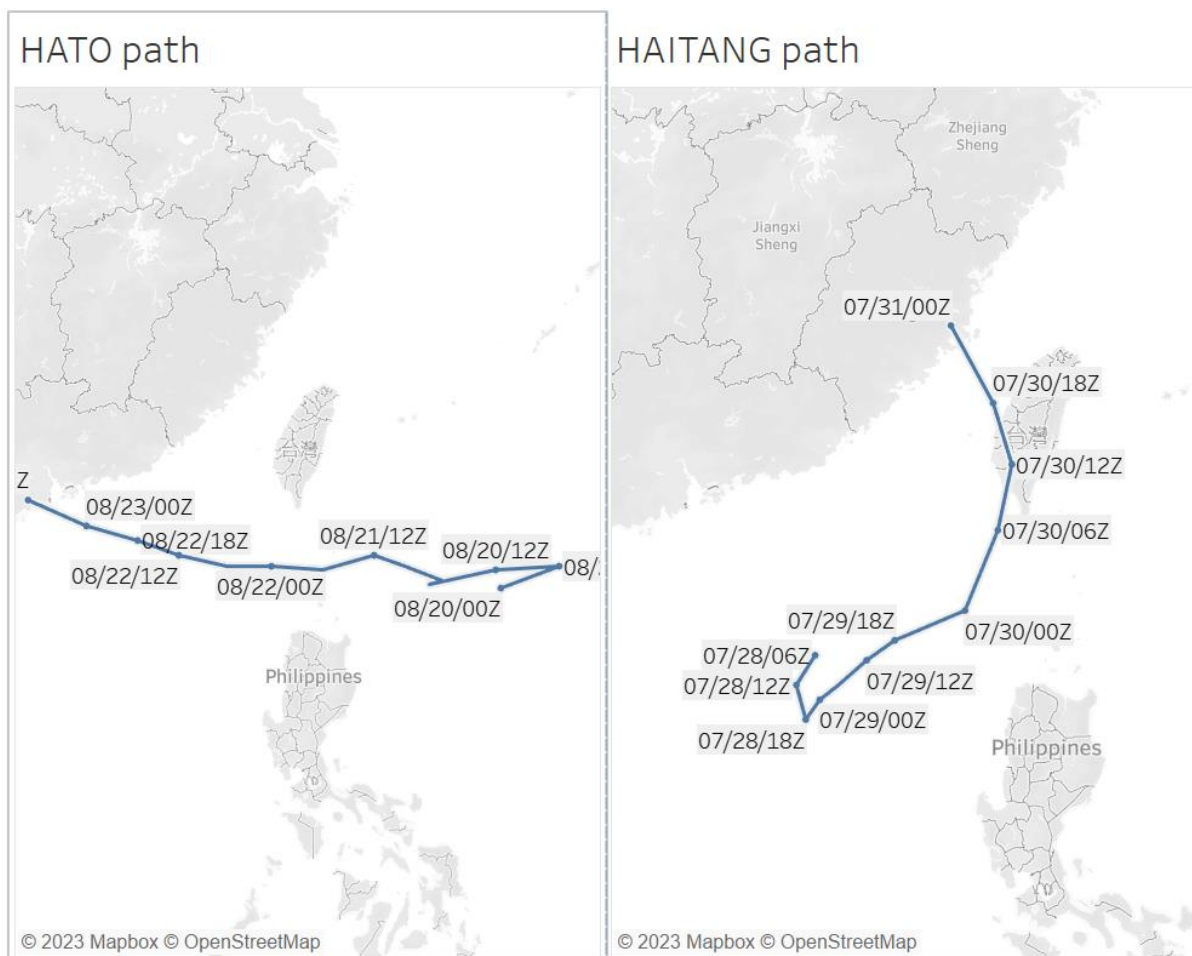 HATO path
Z
08/23/00Z
08/22/18Z
08/21/12Z
08/20/12Z
08/22/12Z
08/22/00Z
08/
08/20/00Z
台灣
Philippines
© 2023 Mapbox © OpenStreetMap
HAITANG path
Zhejiang
Sheng
Jiangxi
Sheng
07/31/00Z
07/30/18Z
台灣
07/30/12Z
07/30/06Z
07/29/18Z
07/30/00Z
07/28/06Z
07/28/12Z
07/29/12Z
07/29/00Z
07/28/18Z
Philippines
© 2023 Mapbox © OpenStreetMap